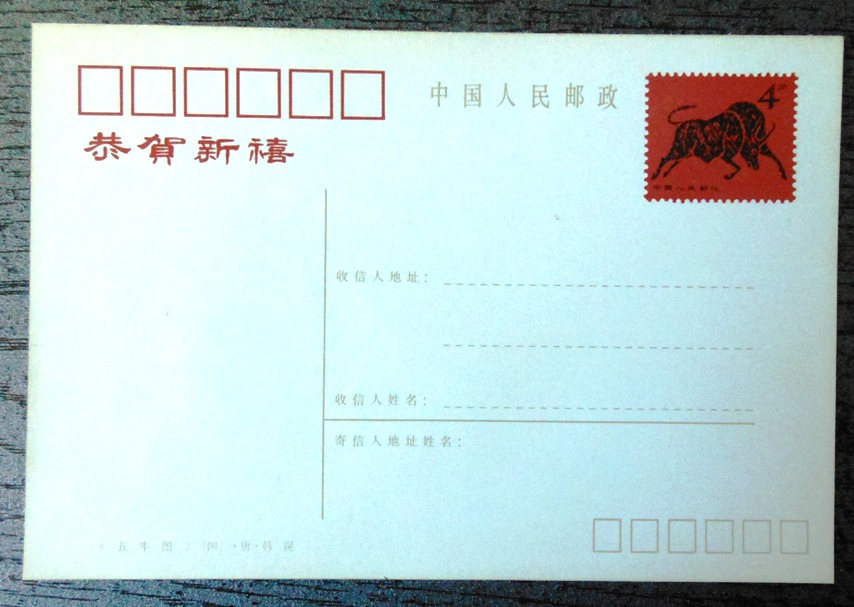 中国人民邮政
4分
中国人民邮政
恭賀新禧
收信人地址:
收信人姓名:
寄信人地址姓名:
《五牛图》(国)·唐·韩滉